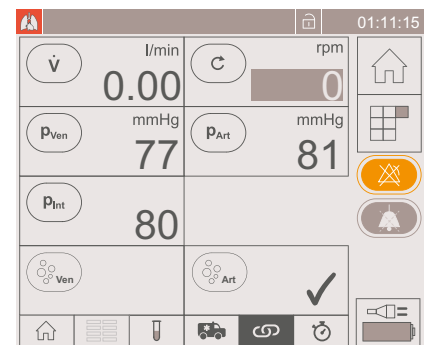 01:11:15
V̇ l/min 0.00
rpm 0
pVen mmHg 77
pArt mmHg 81
pInt 80
Ven
Art